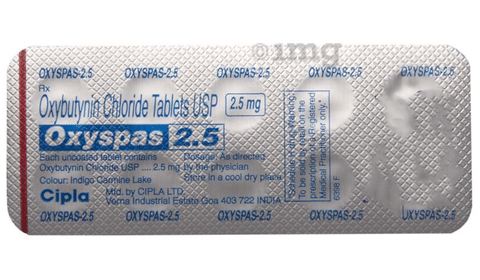 1mg
OXYSPAS-2.5 OXYSPAS-2.5 OXYSPAS-2.5 OXYSPAS-2.5 OXYSPAS-2.5
Rx
Oxybutynin Chloride Tablets USP 2.5 mg
Oxyspas 2.5
Each uncoated tablet contains
Oxybutynin Chloride USP .... 2.5 mg
Colour: Indigo Carmine Lake
Dosage: As directed
by the physician
Store in a cool dry place
Cipla
Mfd. by CIPLA LTD.
Verna Industrial Estate Goa 403 722 INDIA
Schedule H drug-Warning:
To be sold by retail on the
prescription of a Registered
Medical Practitioner only.
6398 F
OXYSPAS-2.5 OXYSPAS-2.5 OXYSPAS-2.5 OXYSPAS-2.5 OXYSPAS-2.5